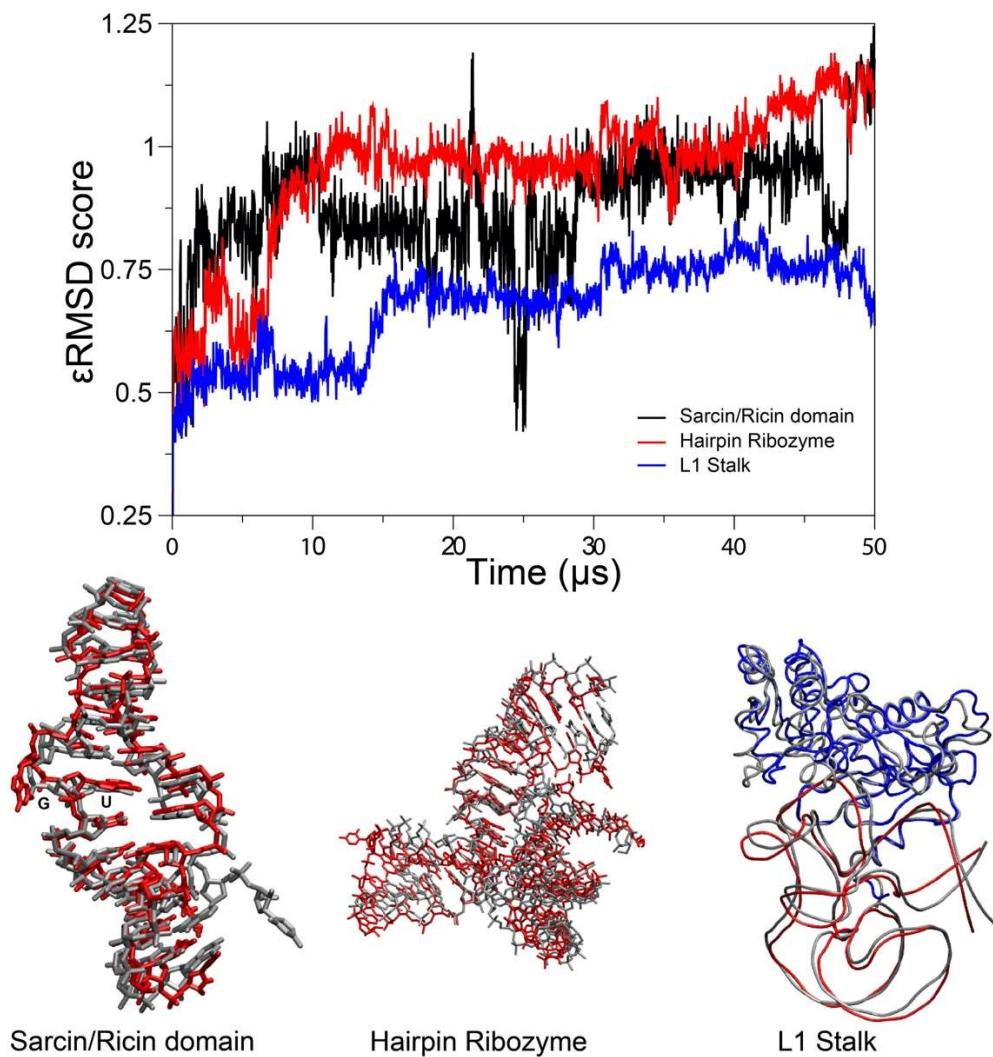 1.25
1
0.75
0.5
0.25
εRMSD score
Sarcin/Ricin domain
Hairpin Ribozyme
L1 Stalk
0 10 20 30 40 50
Time (μs)
G U
Sarcin/Ricin domain Hairpin Ribozyme L1 Stalk